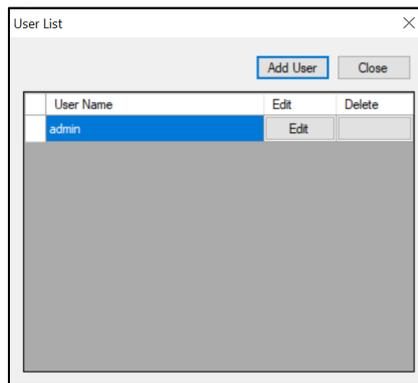 User List
Add User Close
User Name Edit Delete
admin Edit